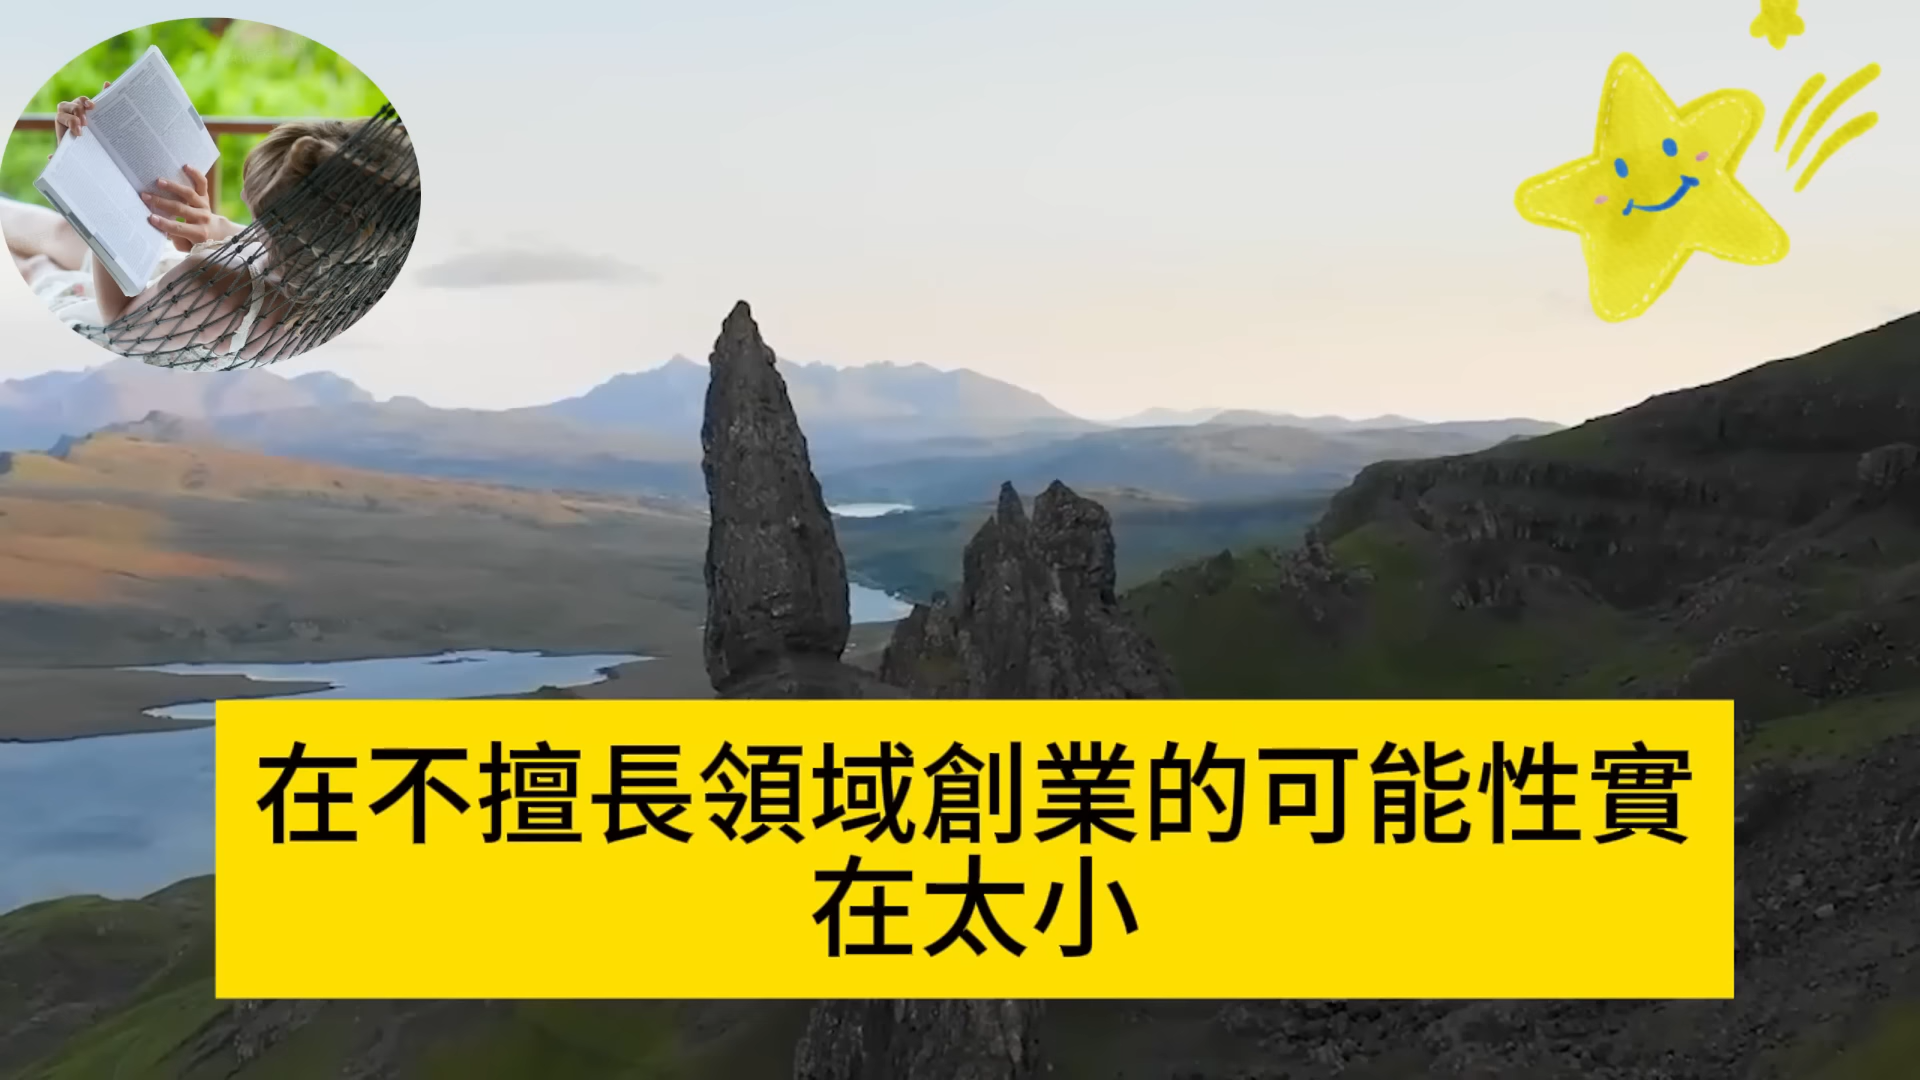 在不擅長領域創業的可能性實
在太小